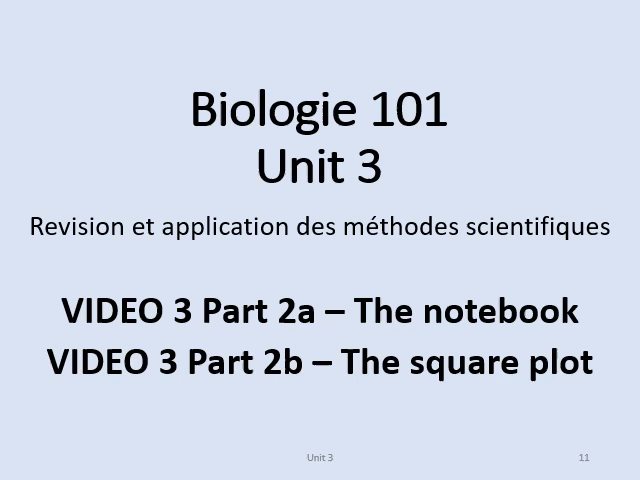 Biologie 101
Unit 3
Revision et application des méthodes scientifiques
VIDEO 3 Part 2a – The notebook
VIDEO 3 Part 2b – The square plot
Unit 3
11